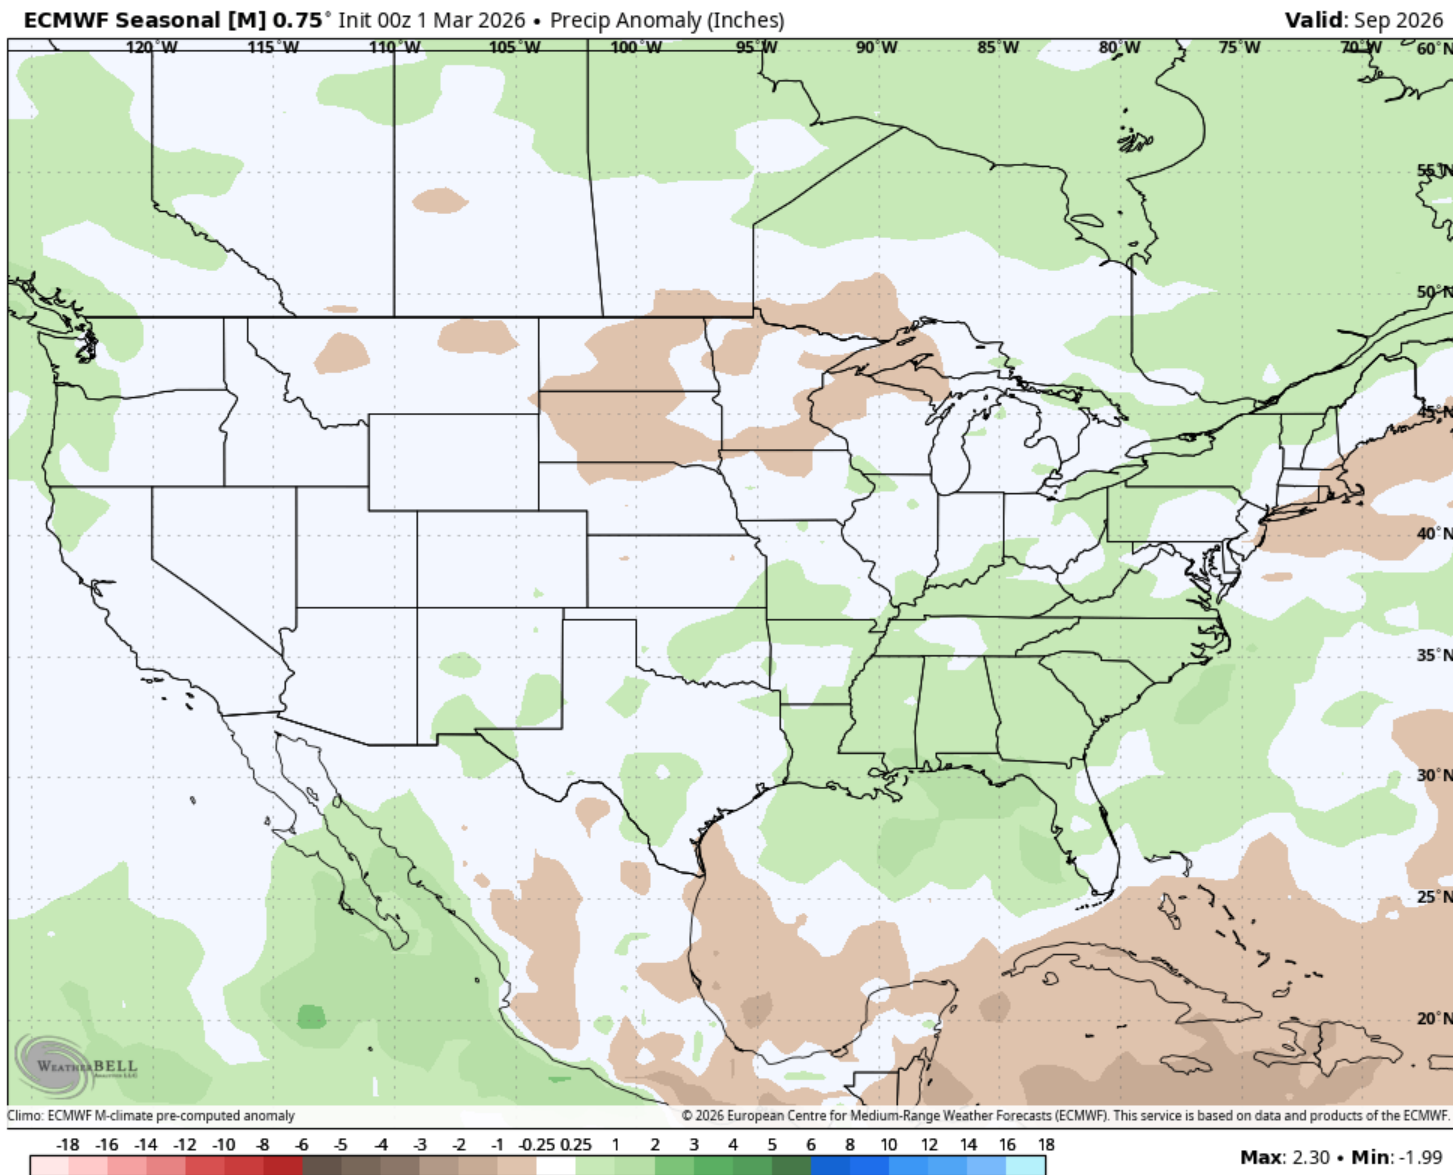 ECMWF Seasonal [M] 0.75° Init 00z 1 Mar 2026 • Precip Anomaly (Inches) Valid: Sep 2026
120°W 115°W 110°W 105°W 100°W 95°W 90°W 85°W 80°W 75°W 70°W 60°N
55°N
50°N
45°N
40°N
35°N
30°N
25°N
20°N
WEATHERBELL
ANALYTICS LLC
Climo: ECMWF M-climate pre-computed anomaly © 2026 European Centre for Medium-Range Weather Forecasts (ECMWF). This service is based on data and products of the ECMWF.
-18 -16 -14 -12 -10 -8 -6 -5 -4 -3 -2 -1 -0.25 0.25 1 2 3 4 5 6 8 10 12 14 16 18
Max: 2.30 • Min: -1.99